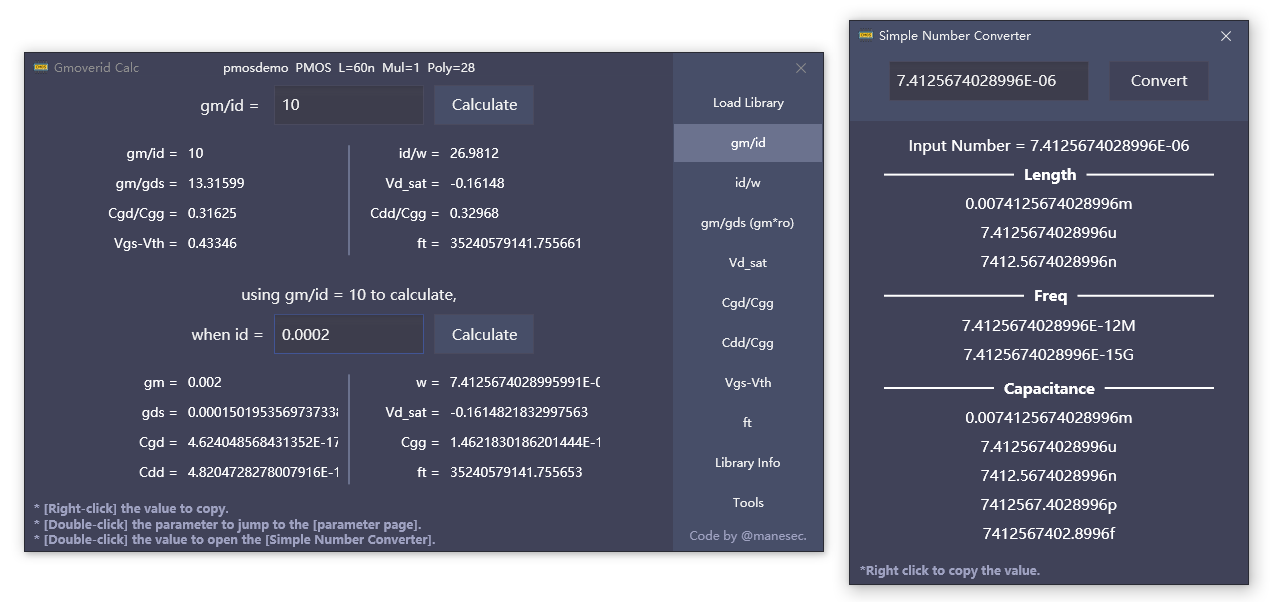 Gmoverid Calc
pmosdemo PMOS L=60n Mul=1 Poly=28
gm/id = 10 Calculate
gm/id = 10 id/w = 26.9812
gm/gds = 13.31599 Vd_sat = -0.16148
Cgd/Cgg = 0.31625 Cdd/Cgg = 0.32968
Vgs-Vth = 0.43346 ft = 35240579141.755661
using gm/id = 10 to calculate,
when id = 0.0002 Calculate
gm = 0.002 w = 7.4125674028995991E-0
gds = 0.000150195356973733 Vd_sat = -0.1614821832997563
Cgd = 4.624048568431352E-17 Cgg = 1.4621830186201444E-1
Cdd = 4.8204728278007916E-1 ft = 35240579141.755653
* [Right-click] the value to copy.
* [Double-click] the parameter to jump to the [parameter page].
* [Double-click] the value to open the [Simple Number Converter].
Load Library
gm/id
id/w
gm/gds (gm*ro)
Vd_sat
Cgd/Cgg
Cdd/Cgg
Vgs-Vth
ft
Library Info
Tools
Code by @manesec.
Simple Number Converter
7.4125674028996E-06 Convert
Input Number = 7.4125674028996E-06
Length
0.0074125674028996m
7.4125674028996u
7412.5674028996n
Freq
7.4125674028996E-12M
7.4125674028996E-15G
Capacitance
0.0074125674028996m
7.4125674028996u
7412.5674028996n
7412567.4028996p
7412567402.8996f
*Right click to copy the value.